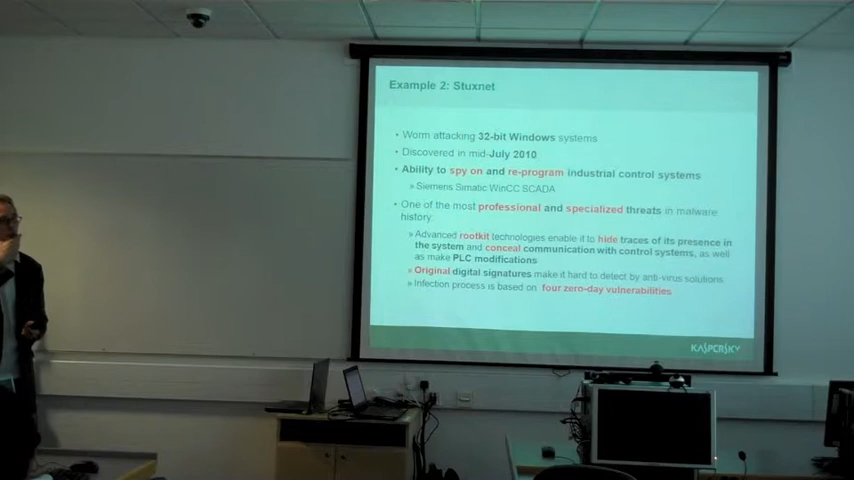 Example 2: Stuxnet
• Worm attacking 32-bit Windows systems
• Discovered in mid-July 2010
• Ability to spy on and re-program industrial control systems
» Siemens Simatic WinCC SCADA
• One of the most professional and specialized threats in malware
history:
» Advanced rootkit technologies enable it to hide traces of its presence in
the system and conceal communication with control systems, as well
as make PLC modifications
» Original digital signatures make it hard to detect by anti-virus solutions
» Infection process is based on four zero-day vulnerabilities
KASPERSKY